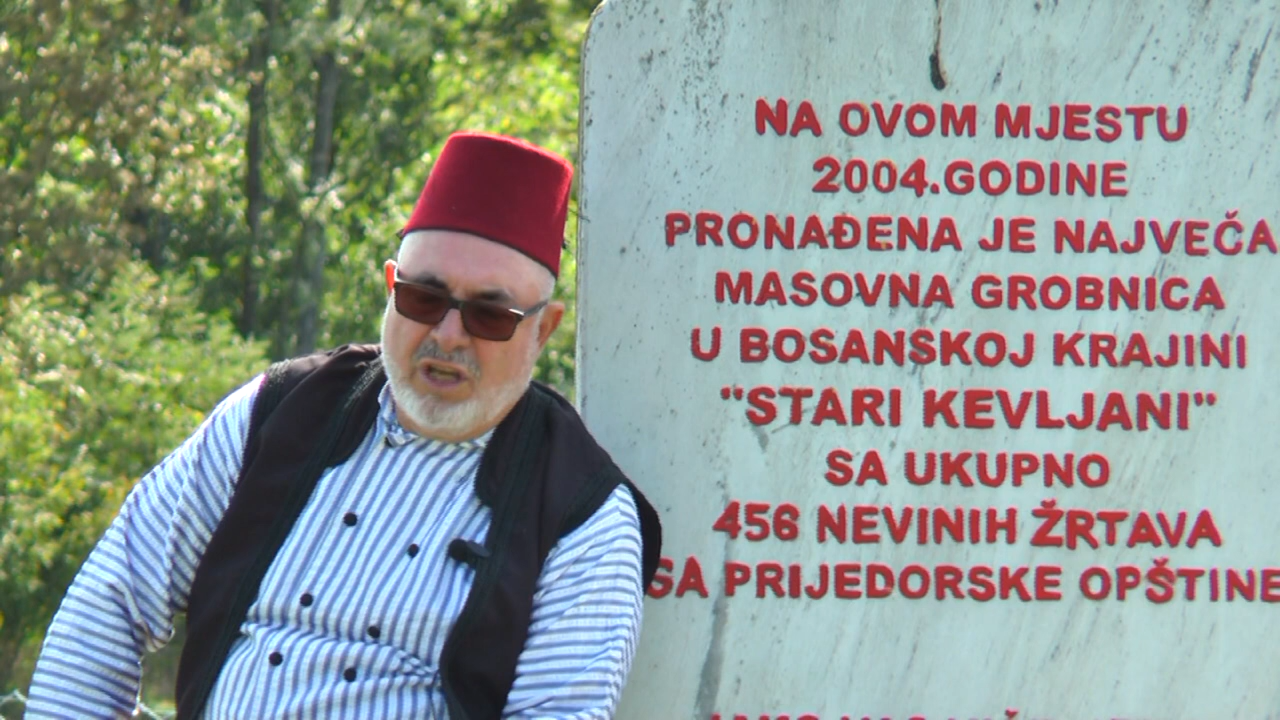 NA OVOM MJESTU
2004.GODINE
PRONAĐENA JE NAJVEČA
MASOVNA GROBNICA
U BOSANSKOJ KRAJINI
"STARI KEVLJANI"
SA UKUPNO
456 NEVINIH ŽRTAVA
SA PRIJEDORSKE OPŠTINE